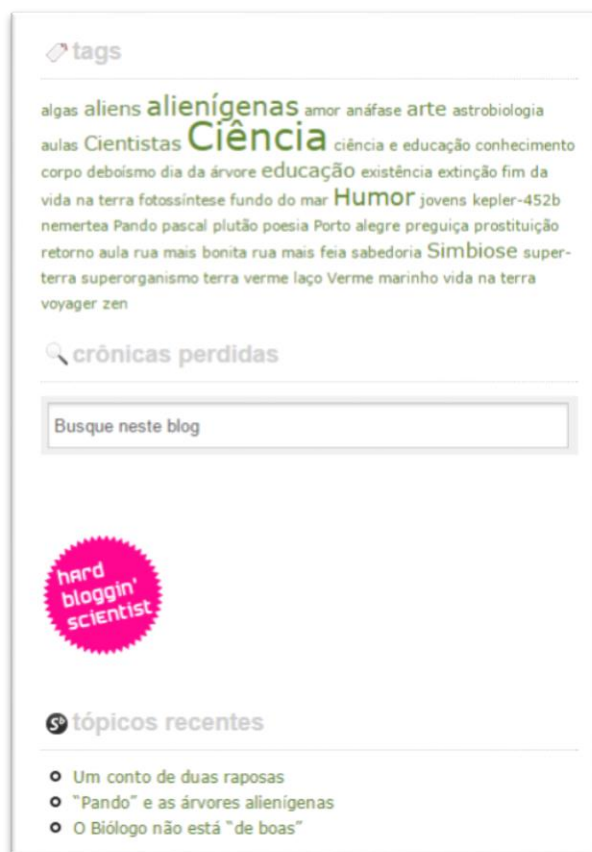 tags
algas aliens alienígenas amor anáfase arte astrobiologia
aulas Cientistas Ciência ciência e educação conhecimento
corpo deboísmo dia da árvore educação existência extinção fim da
vida na terra fotossíntese fundo do mar Humor jovens kepler-452b
nemertea Pando pascal plutão poesia Porto alegre preguiça prostituição
retorno aula rua mais bonita rua mais feia sabedoria Simbiose super-
terra superorganismo terra verme laço Verme marinho vida na terra
voyager zen
crônicas perdidas
Busque neste blog
hard
bloggin'
scientist
Sb tópicos recentes
Um conto de duas raposas
"Pando" e as árvores alienígenas
O Biólogo não está "de boas"